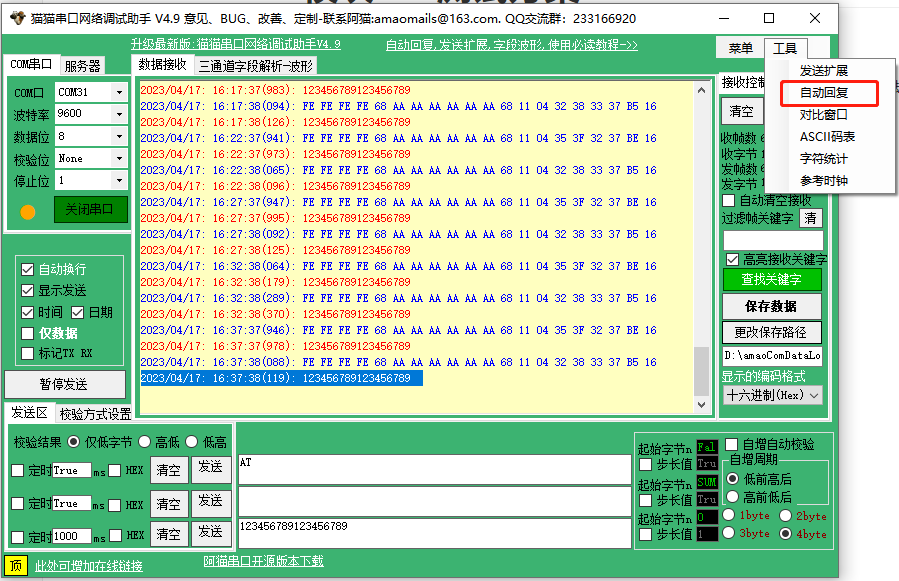 猫猫串口网络调试助手 V4.9 意见、BUG、改善、定制-联系阿猫:amaomails@163.com. QQ交流群：233166920
升级最新版:猫猫串口网络调试助手V4.9
自动回复,发送扩展,字段波形,使用必读教程->>
菜单
工具
发送扩展
自动回复
对比窗口
ASCII码表
字符统计
参考时钟
COM串口
服务器
COM口
COM31
波特率
9600
数据位
8
校验位
None
停止位
1
关闭串口
自动换行
显示发送
时间
日期
仅数据
标记TX RX
暂停发送
数据接收
三通道字段解析-波形
2023/04/17: 16:17:37(983): 123456789123456789
2023/04/17: 16:17:38(094): FE FE FE FE 68 AA AA AA AA AA AA 68 11 04 32 38 33 37 B5 16
2023/04/17: 16:17:38(126): 123456789123456789
2023/04/17: 16:22:37(941): FE FE FE FE 68 AA AA AA AA AA AA 68 11 04 35 3F 32 37 BE 16
2023/04/17: 16:22:37(973): 123456789123456789
2023/04/17: 16:22:38(065): FE FE FE FE 68 AA AA AA AA AA AA 68 11 04 32 38 33 37 B5 16
2023/04/17: 16:22:38(096): 123456789123456789
2023/04/17: 16:27:37(947): FE FE FE FE 68 AA AA AA AA AA AA 68 11 04 35 3F 32 37 BE 16
2023/04/17: 16:27:37(995): 123456789123456789
2023/04/17: 16:27:38(092): FE FE FE FE 68 AA AA AA AA AA AA 68 11 04 32 38 33 37 B5 16
2023/04/17: 16:27:38(125): 123456789123456789
2023/04/17: 16:32:38(064): FE FE FE FE 68 AA AA AA AA AA AA 68 11 04 35 3F 32 37 BE 16
2023/04/17: 16:32:38(179): 123456789123456789
2023/04/17: 16:32:38(289): FE FE FE FE 68 AA AA AA AA AA AA 68 11 04 32 38 33 37 B5 16
2023/04/17: 16:32:38(370): 123456789123456789
2023/04/17: 16:37:37(946): FE FE FE FE 68 AA AA AA AA AA AA 68 11 04 35 3F 32 37 BE 16
2023/04/17: 16:37:37(978): 123456789123456789
2023/04/17: 16:37:38(088): FE FE FE FE 68 AA AA AA AA AA AA 68 11 04 32 38 33 37 B5 16
2023/04/17: 16:37:38(119): 123456789123456789
接收控制
清空
收帧数 6
收字节 1
发帧数 6
发字节 1
自动清空接收
过滤帧关键字
清
高亮接收关键字
查找关键字
保存数据
更改保存路径
D:\amaoComDataLo
显示的编码格式
十六进制(Hex)
发送区
校验方式设置
校验结果
仅低字节
高低
低高
定时 True ms HEX 清空 发送
AT
定时 True ms HEX 清空 发送
定时 1000 ms HEX 清空 发送
123456789123456789
起始字节n Fal
步长值 Tru
起始字节n SUM
步长值 Tru
起始字节n 0
步长值 1
自增自动校验
自增周期
低前高后
高前低后
1byte
2byte
3byte
4byte
顶
此处可增加在线链接
阿猫串口开源版本下载